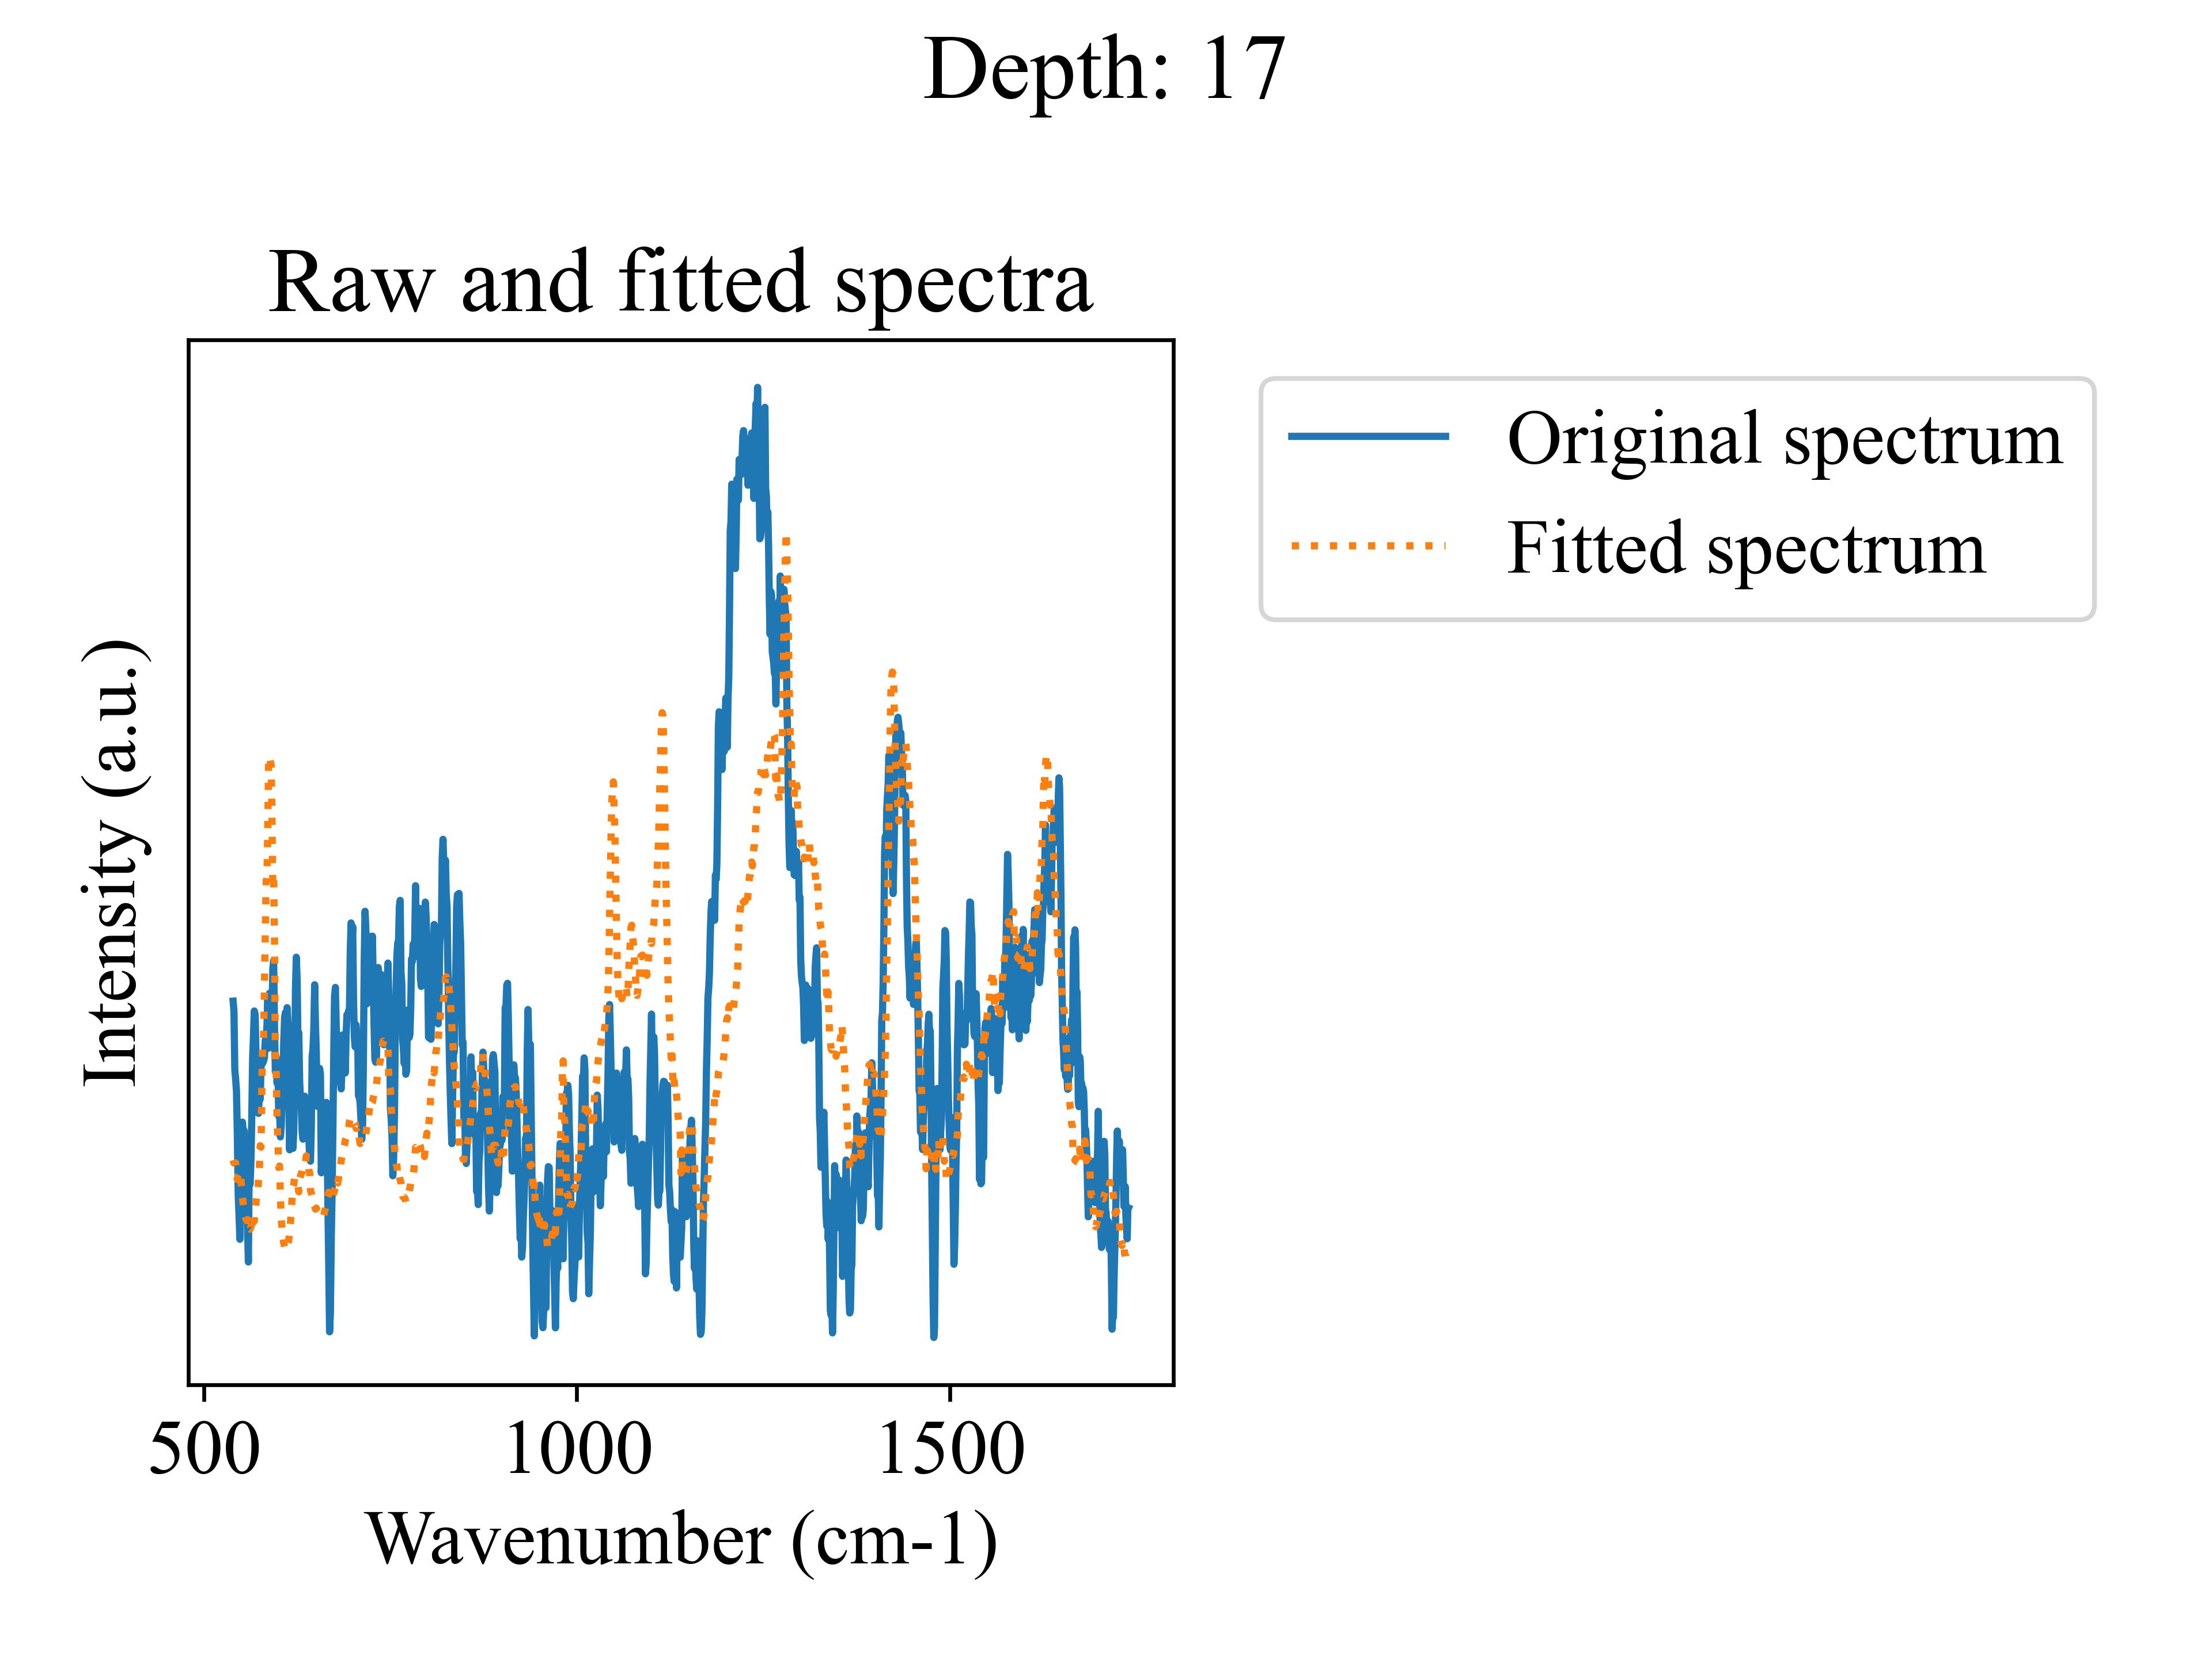 Depth: 17
Raw and fitted spectra
Original spectrum
Fitted spectrum
Intensity (a.u.)
500 1000 1500
Wavenumber (cm-1)